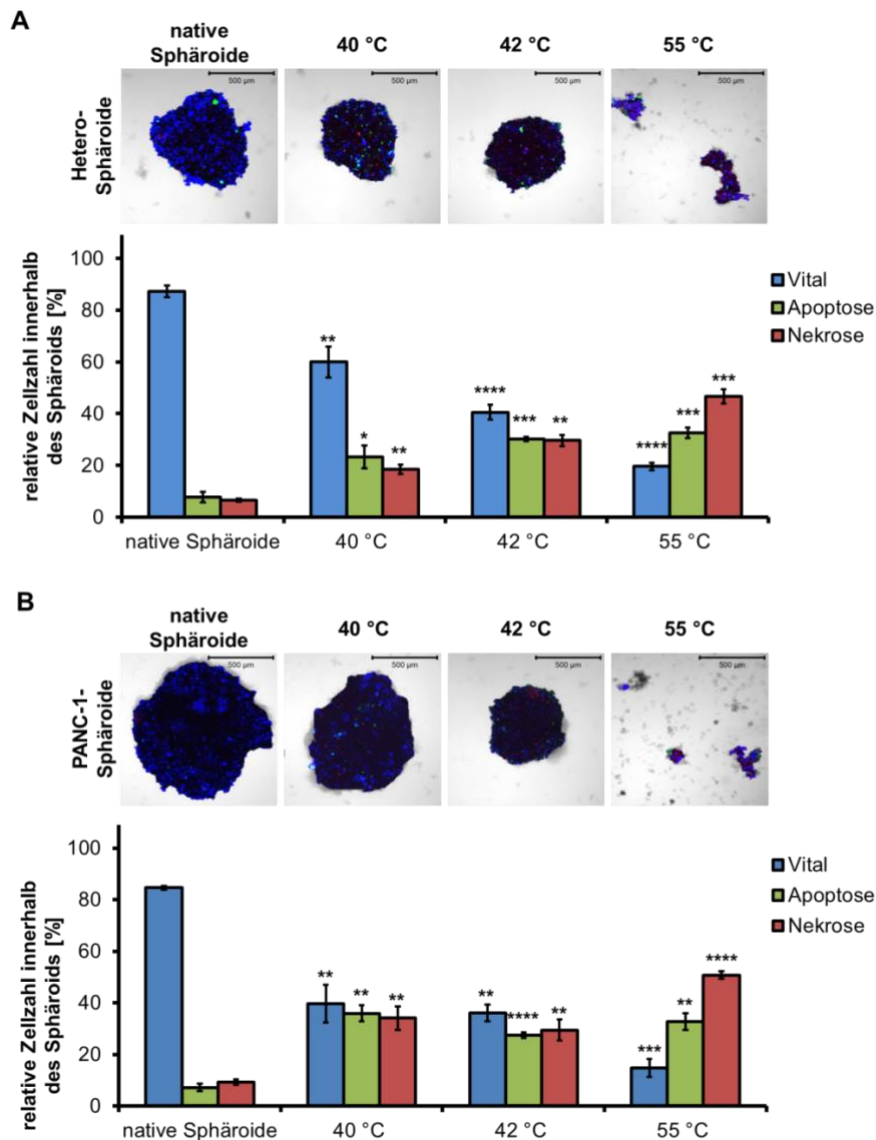 A
native
Sphäroide
40 °C
42 °C
55 °C
Hetero-
Sphäroide
500 µm
500 µm
500 µm
500 µm
relative Zellzahl innerhalb
des Sphäroids [%]
100
80
60
40
20
0
**
*
**
****
***
**
****
***
***
Vital
Apoptose
Nekrose
native Sphäroide
40 °C
42 °C
55 °C
B
native
Sphäroide
40 °C
42 °C
55 °C
PANC-1-
Sphäroide
500 µm
500 µm
500 µm
500 µm
relative Zellzahl innerhalb
des Sphäroids [%]
100
80
60
40
20
0
**
**
**
**
****
**
***
**
****
Vital
Apoptose
Nekrose
native Sphäroide
40 °C
42 °C
55 °C